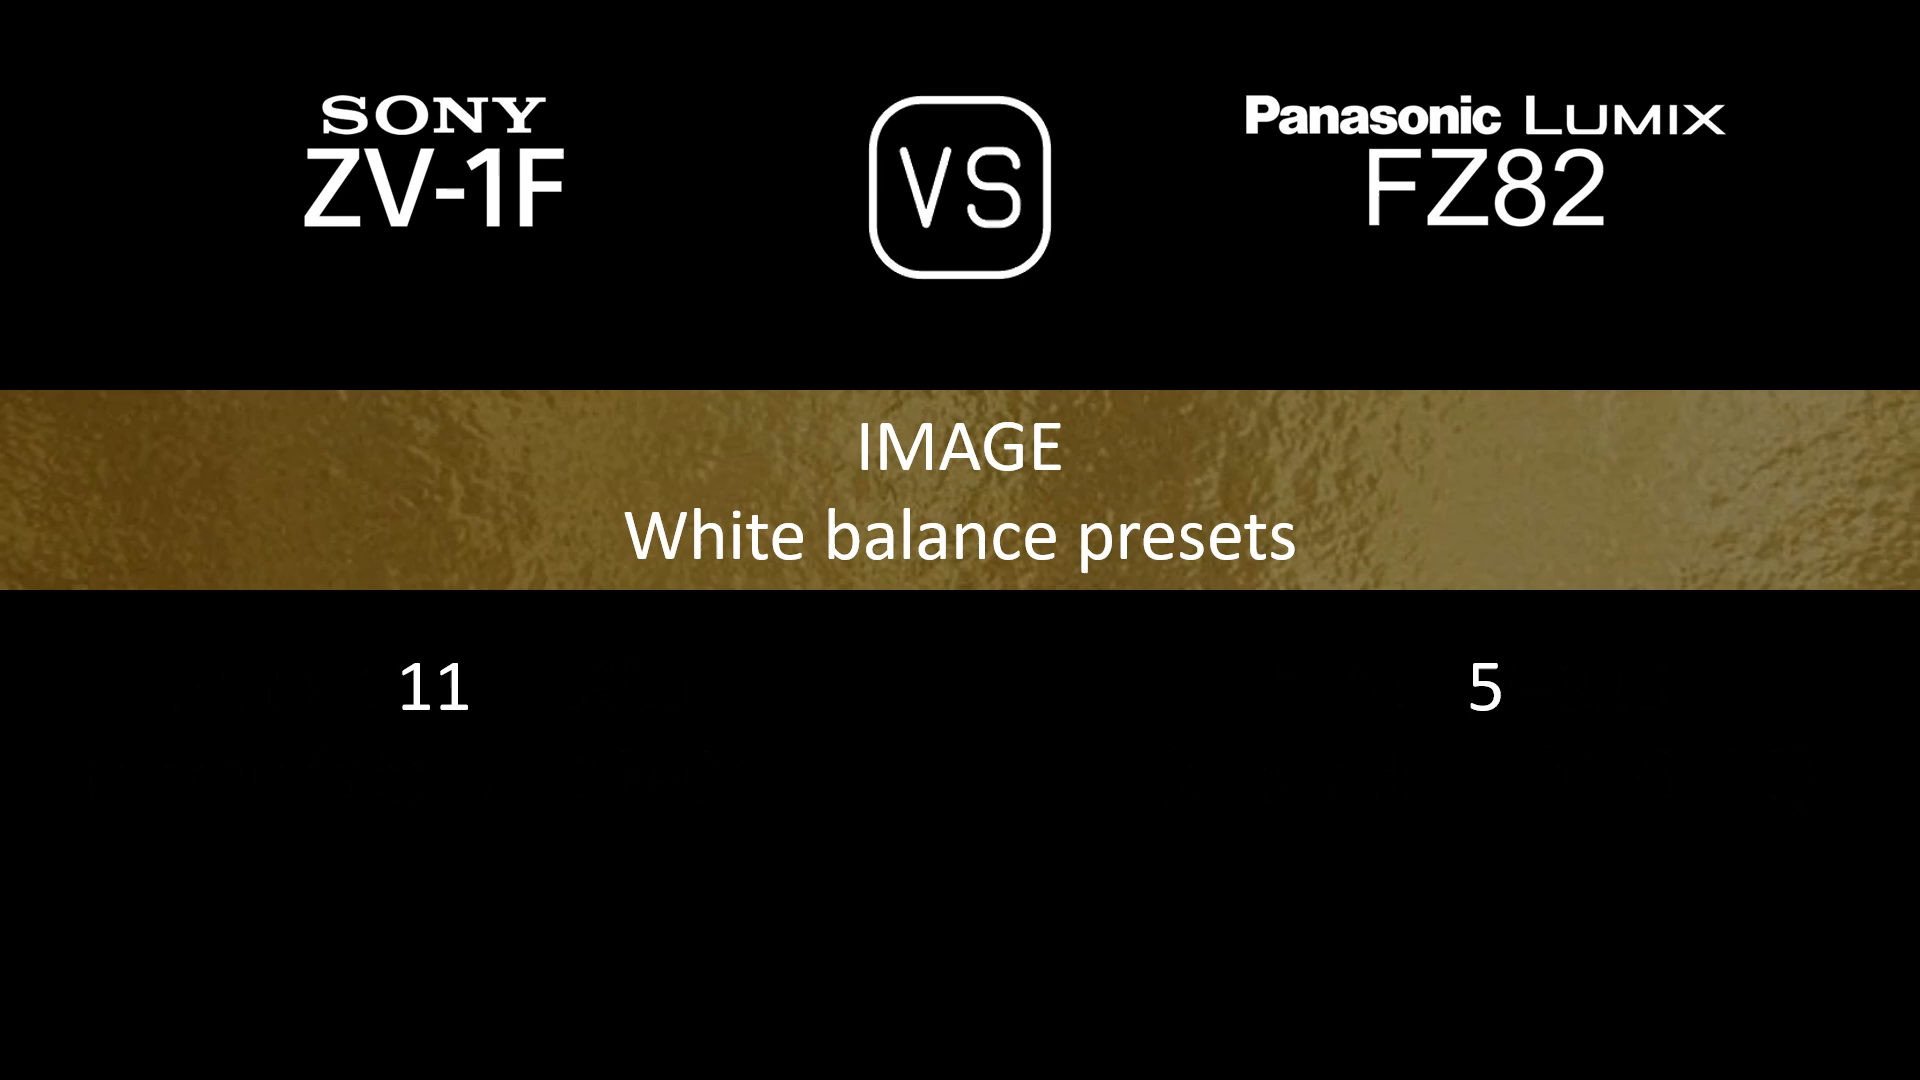 SONY
ZV-1F
VS
Panasonic LUMIX
FZ82
IMAGE
White balance presets
11
5